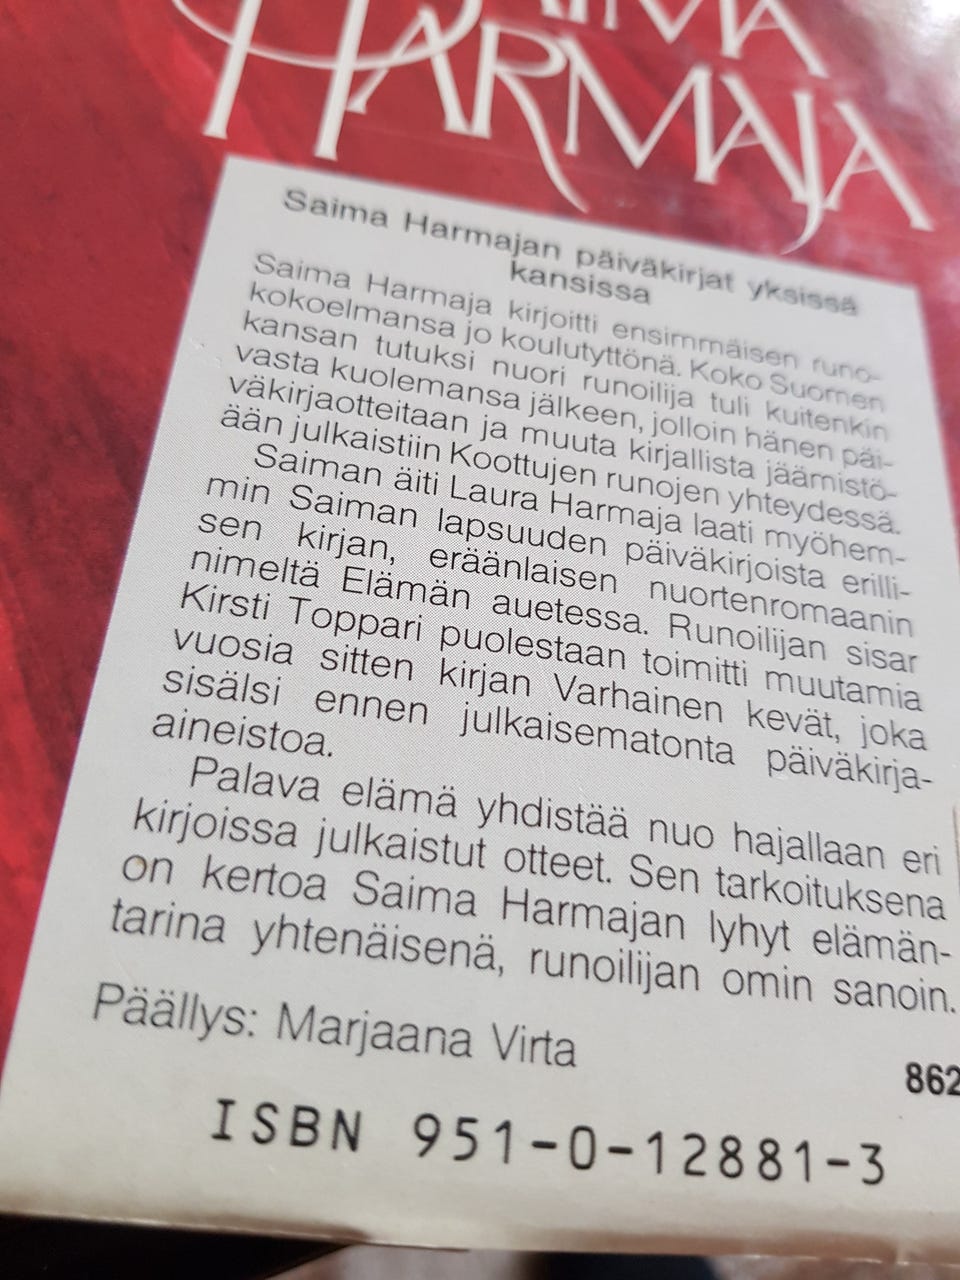 HARMAJA
Saima Harmajan päiväkirjat yksissä
kansissa
Saima Harmaja kirjoitti ensimmäisen runo-
kokoelmansa jo koulutyttönä. Koko Suomen
kansan tutuksi nuori runoilija tuli kuitenkin
vasta kuolemansa jälkeen, jolloin hänen päi-
väkirjaotteitaan ja muuta kirjallista jäämistö-
ään julkaistiin Koottujen runojen yhteydessä.
Saiman äiti Laura Harmaja laati myöhem-
min Saiman lapsuuden päiväkirjoista erilli-
sen kirjan, eräänlaisen nuortenromaanin
nimeltä Elämän auetessa. Runoilijan sisar
Kirsti Toppari puolestaan toimitti muutamia
vuosia sitten kirjan Varhainen kevät, joka
sisälsi ennen julkaisematonta päiväkirja-
aineistoa.
Palava elämä yhdistää nuo hajallaan eri
kirjoissa julkaistut otteet. Sen tarkoituksena
on kertoa Saima Harmajan lyhyt elämän-
tarina yhtenäisenä, runoilijan omin sanoin.
Päällys: Marjaana Virta
862
ISBN 951-0-12881-3